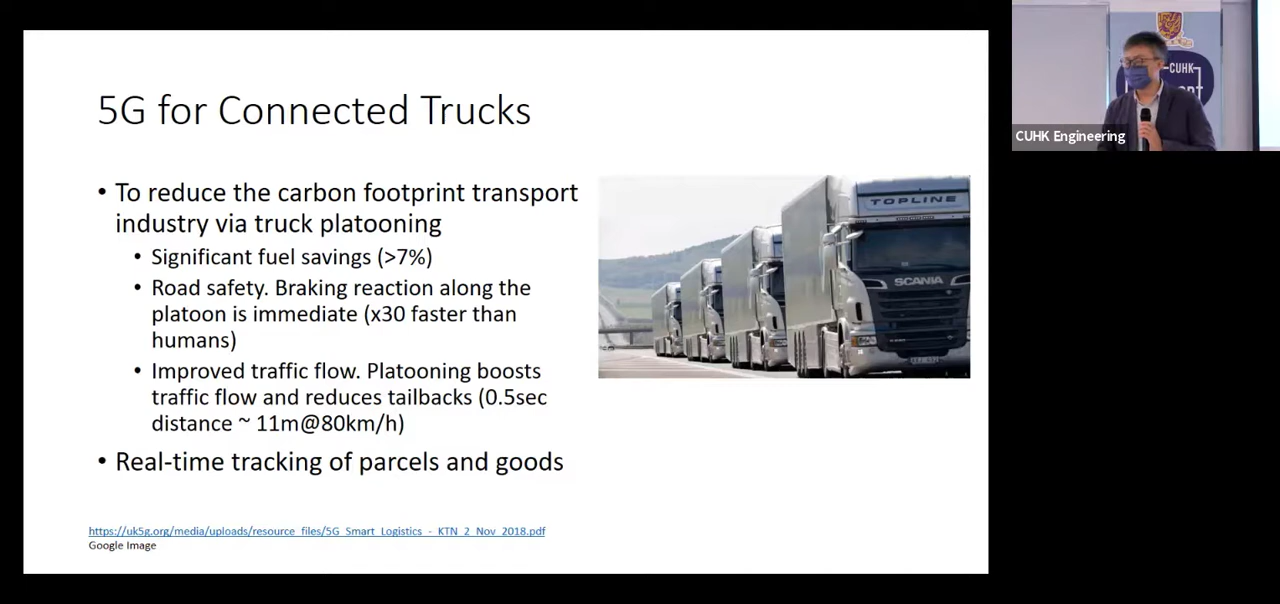 5G for Connected Trucks
• To reduce the carbon footprint transport
industry via truck platooning
• Significant fuel savings (>7%)
• Road safety. Braking reaction along the
platoon is immediate (x30 faster than
humans)
• Improved traffic flow. Platooning boosts
traffic flow and reduces tailbacks (0.5sec
distance ~ 11m@80km/h)
• Real-time tracking of parcels and goods
https://uk5g.org/media/uploads/resource_files/5G_Smart_Logistics_-_KTN_2_Nov_2018.pdf
Google Image
TOPLINE
SCANIA
CUHK
CUHK Engineering